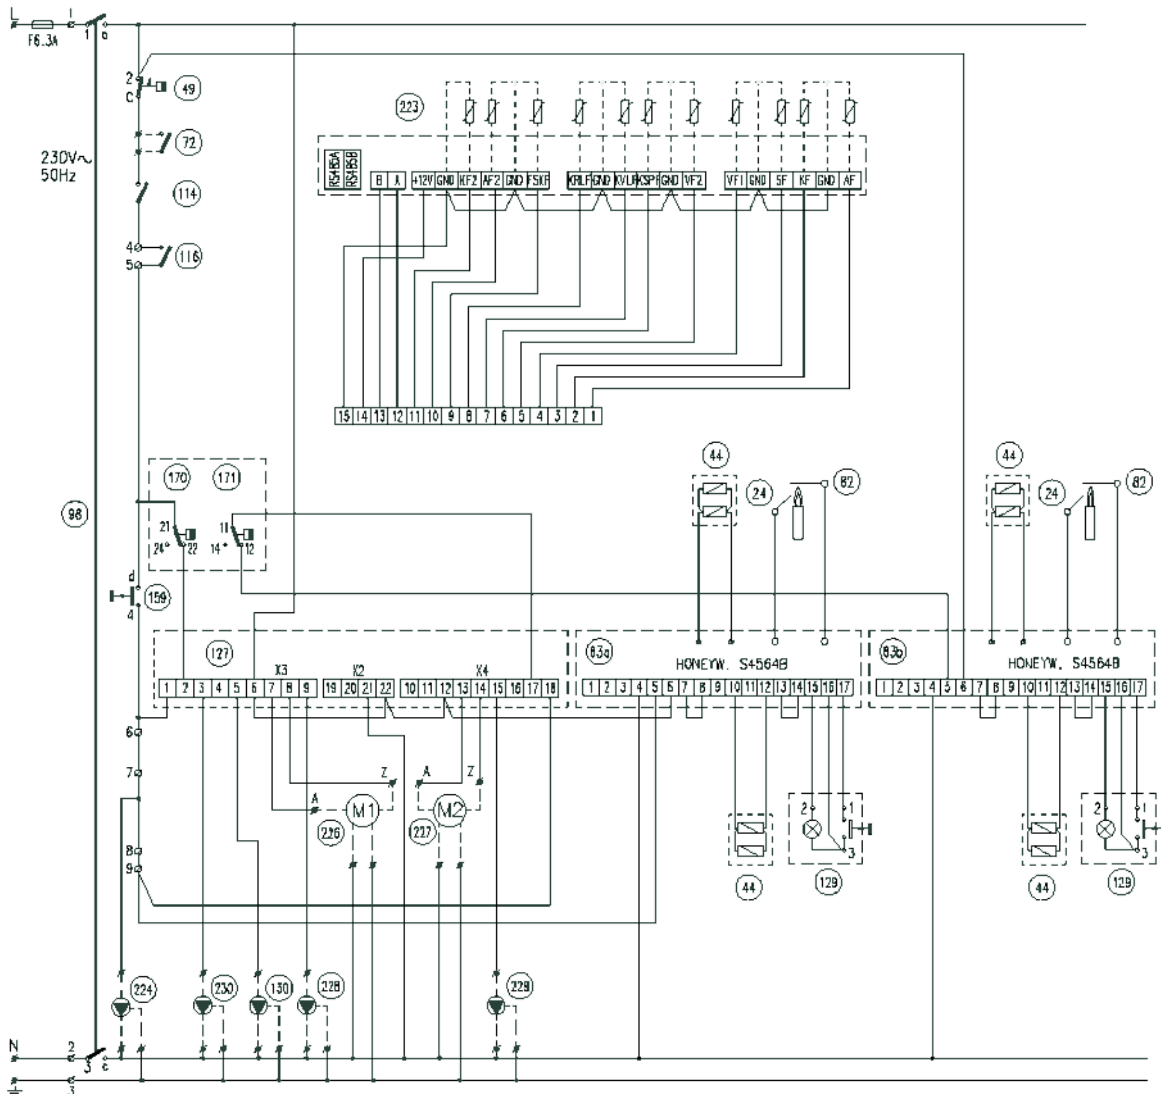 L 1 1 a
F6.3A
2 49
C
223
72
230V~
50Hz
RS485A RS485B
B A +12V GND KF2 AF2 GND FSKF KRLF GND KVLF KSPF GND VF2 VF1 GND SF KF GND AF
114
4 116
5
15 14 13 12 11 10 9 8 7 6 5 4 3 2 1
44 44
170 171 24 82 24 82
98
21 11
24 22 14 12
d
159
4
127 83a 83b
X3 X2 X4 HONEYW. S4564B HONEYW. S4564B
1 2 3 4 5 6 7 8 9 19 20 21 22 10 11 12 13 14 15 16 17 18 1 2 3 4 5 6 7 8 9 10 11 12 13 14 15 16 17 1 2 3 4 5 6 7 8 9 10 11 12 13 14 15 16 17
6
7 Z A Z
A M1 M2 2 1 2 1
226 227
8 3 3
9
44 129 44 129
224 230 130 228 229
N 2
3 c
3